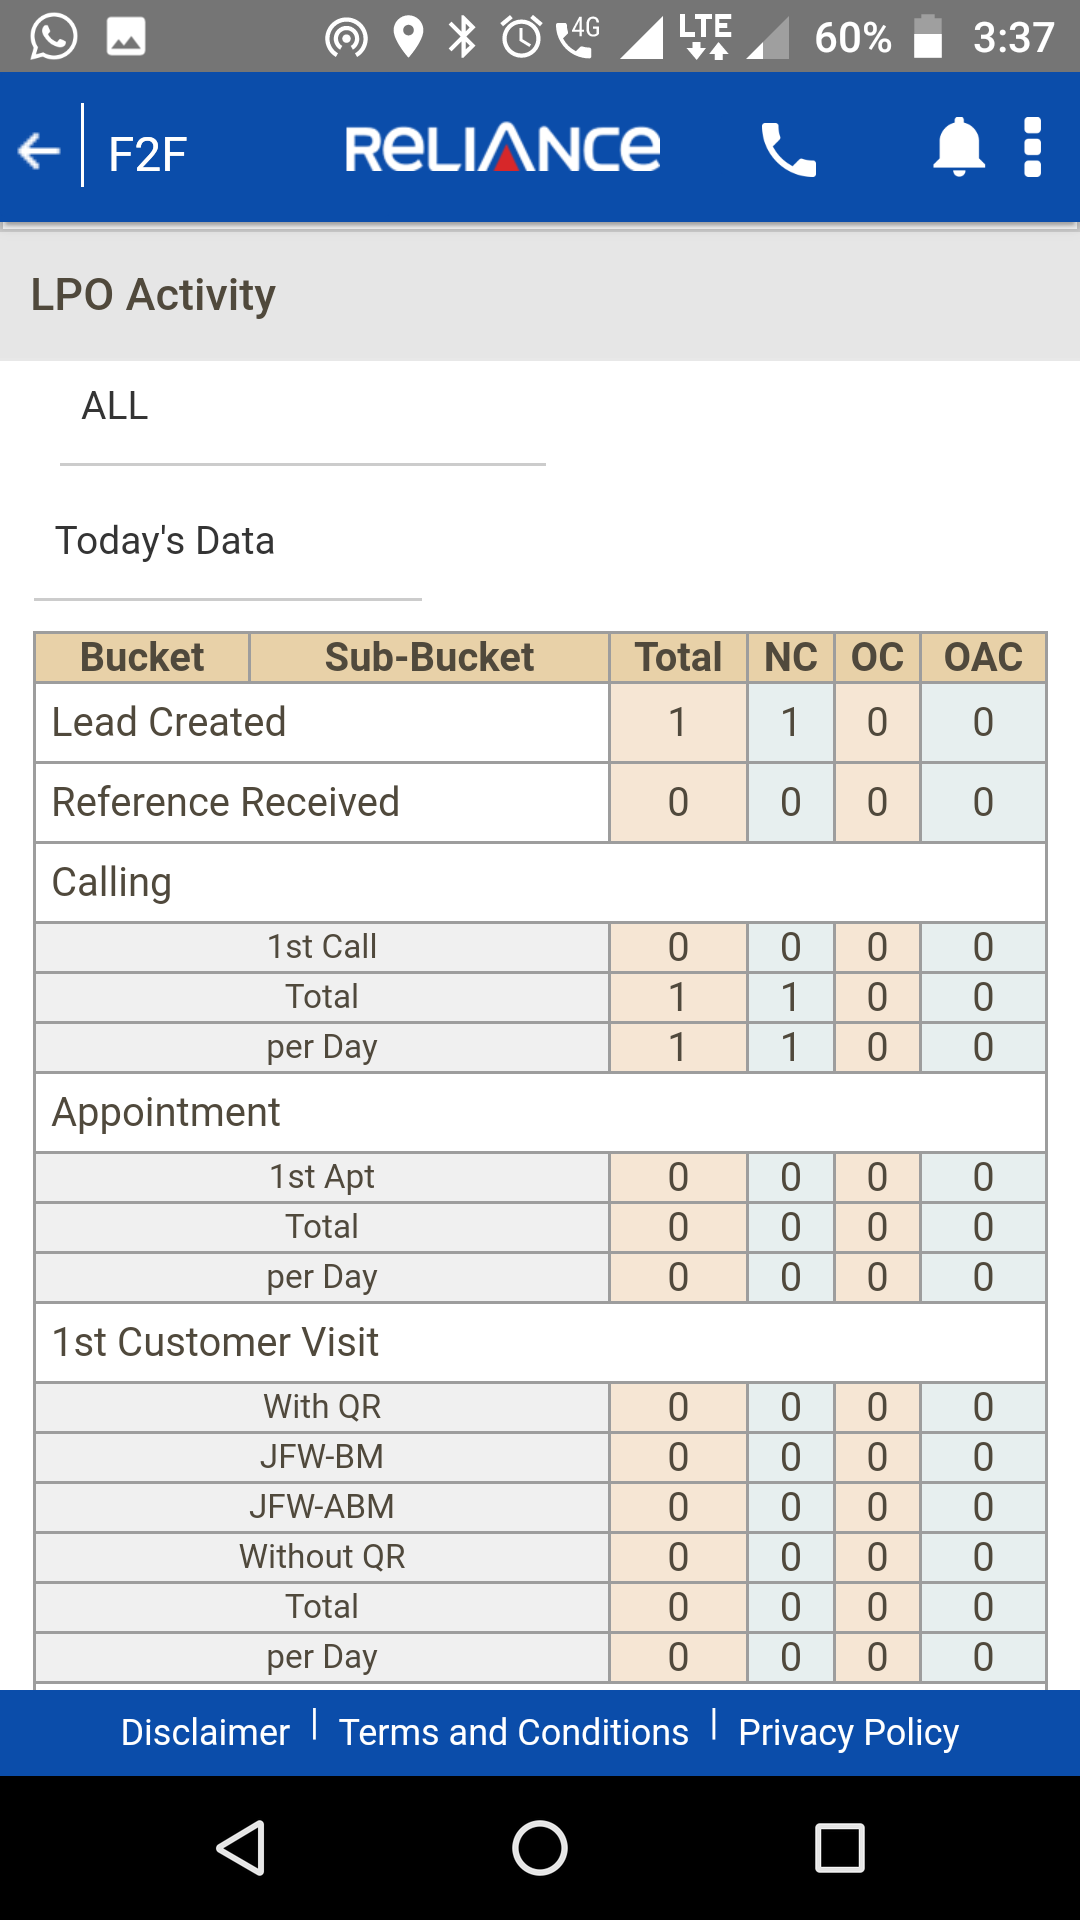 4G LTE 60% 3:37
F2F RELIANCE
LPO Activity
ALL
Today's Data
Bucket Sub-Bucket Total NC OC OAC
Lead Created 1 1 0 0
Reference Received 0 0 0 0
Calling
1st Call 0 0 0 0
Total 1 1 0 0
per Day 1 1 0 0
Appointment
1st Apt 0 0 0 0
Total 0 0 0 0
per Day 0 0 0 0
1st Customer Visit
With QR 0 0 0 0
JFW-BM 0 0 0 0
JFW-ABM 0 0 0 0
Without QR 0 0 0 0
Total 0 0 0 0
per Day 0 0 0 0
Disclaimer | Terms and Conditions | Privacy Policy